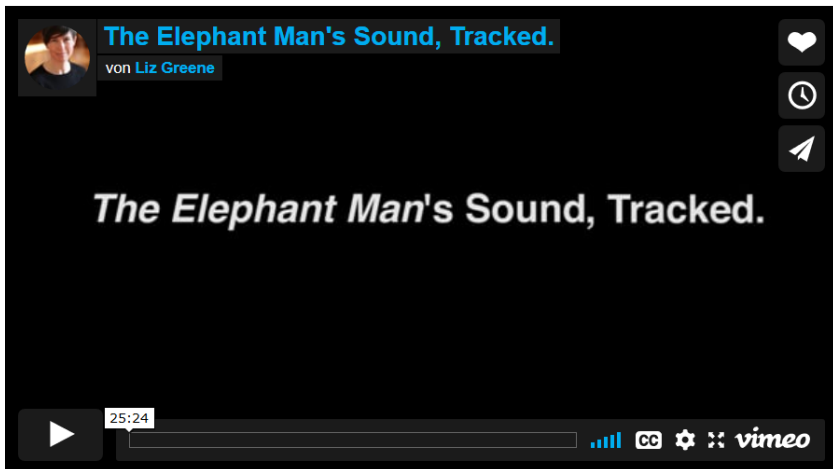 The Elephant Man's Sound, Tracked.
von Liz Greene
The Elephant Man's Sound, Tracked.
25:24
CC
vimeo